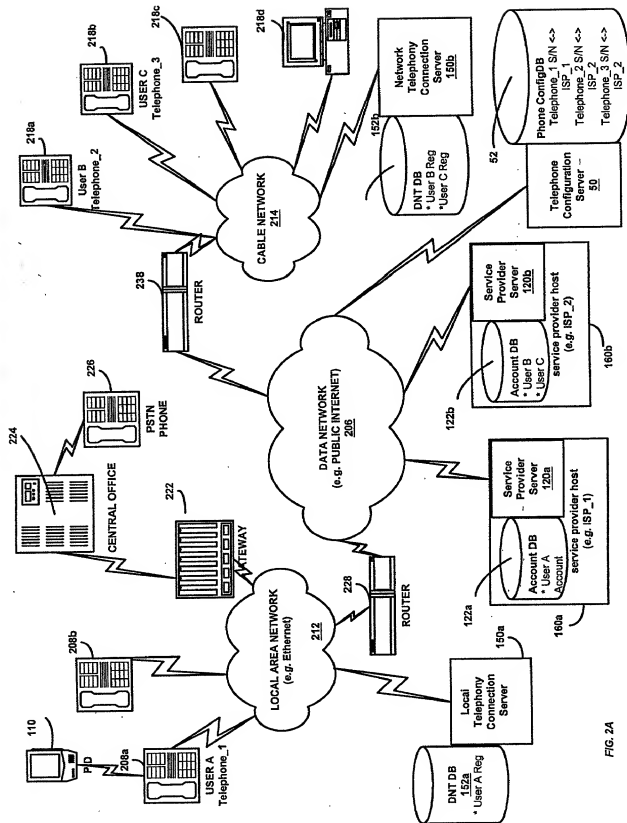 110
PID
208a
USER A
Telephone_1
208b
224
CENTRAL OFFICE
226
PSTN
PHONE
222
GATEWAY
LOCAL AREA NETWORK
(e.g. Ethernet)
212
228
ROUTER
238
ROUTER
218a
User B
Telephone_2
218b
USER C
Telephone_3
218c
218d
CABLE NETWORK
214
DATA NETWORK
(e.g. PUBLIC INTERNET)
206
Local
Telephony
Connection
Server
150a
DNT DB
152a
* User A Reg
122a
Account DB
* User A
Account
Service
Provider
Server
120a
service provider host
(e.g. ISP_1)
160a
122b
Account DB
* User B
* User C
Service
Provider
Server
120b
service provider host
(e.g. ISP_2)
160b
152b
DNT DB
* User B Reg
*User C Reg
Network
Telephony
Connection
Server
150b
52
Phone ConfigDB
Telephone_1 S/N <->
ISP_1
Telephone_2 S/N <->
ISP_2
Telephone_3 S/N <->
ISP_2
Telephone
Configuration
Server
50
FIG. 2A